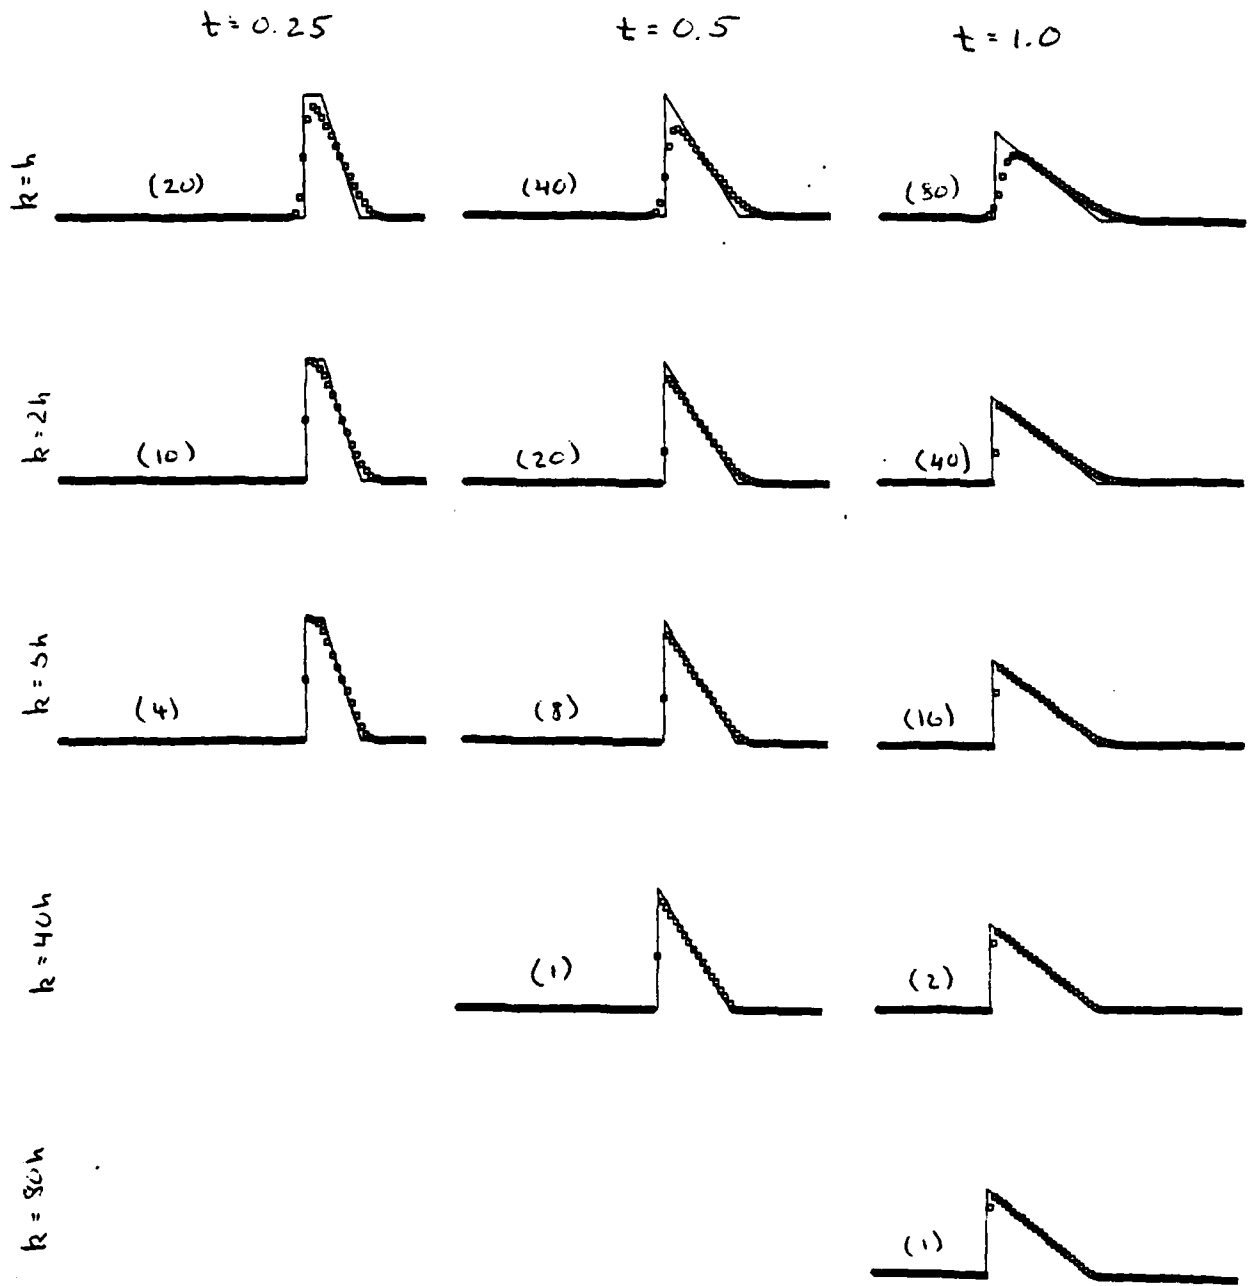 t = 0.25 t = 0.5 t = 1.0
k = h (20) (40) (80)
k = 2h (10) (20) (40)
k = 5h (4) (8) (16)
k = 40h (1) (2)
k = 80h (1)